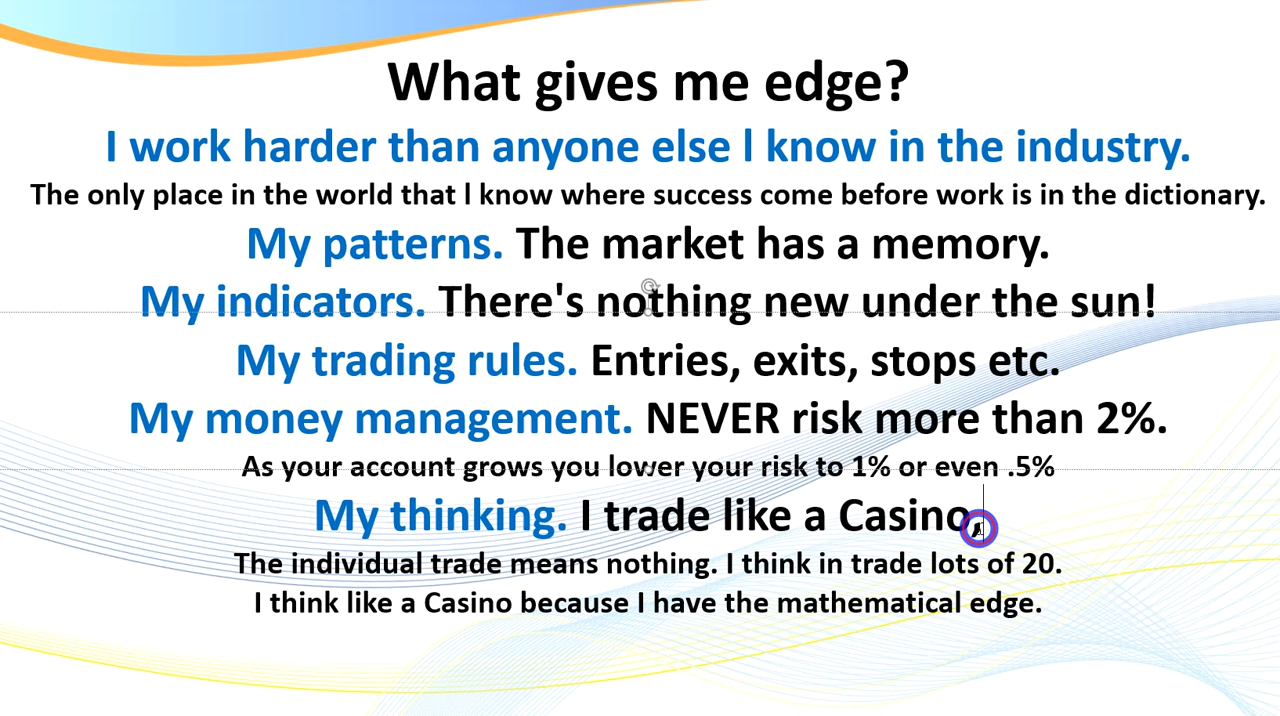 What gives me edge?
I work harder than anyone else I know in the industry.
The only place in the world that I know where success come before work is in the dictionary.
My patterns. The market has a memory.
My indicators. There's nothing new under the sun!
My trading rules. Entries, exits, stops etc.
My money management. NEVER risk more than 2%.
As your account grows you lower your risk to 1% or even .5%
My thinking. I trade like a Casino.
The individual trade means nothing. I think in trade lots of 20.
I think like a Casino because I have the mathematical edge.